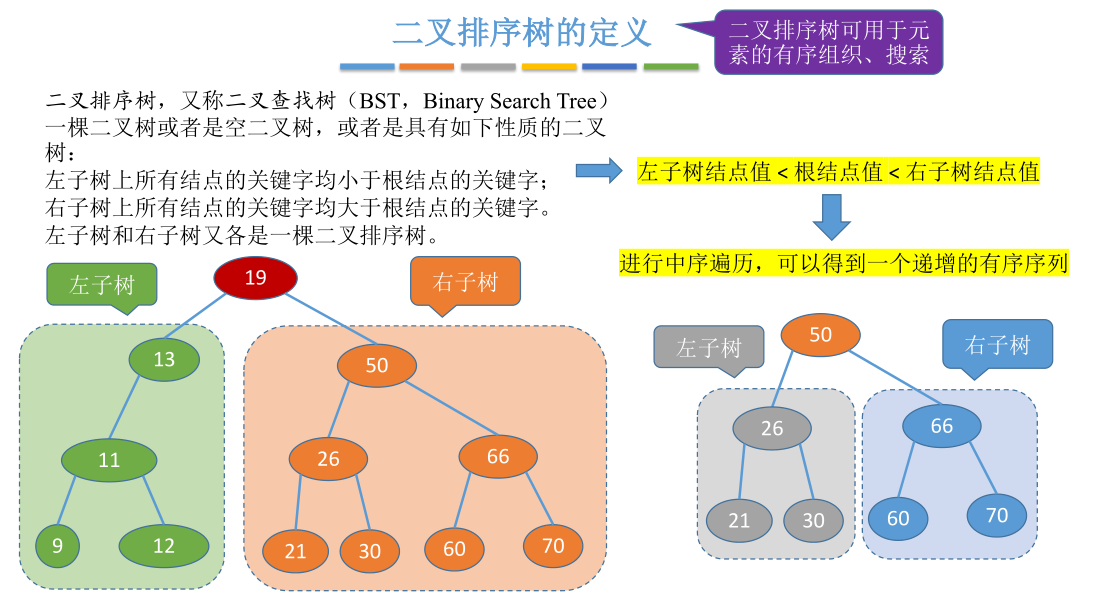 二叉排序树的定义
二叉排序树可用于元
素的有序组织、搜索
二叉排序树，又称二叉查找树（BST，Binary Search Tree）
一棵二叉树或者是空二叉树，或者是具有如下性质的二叉
树：
左子树上所有结点的关键字均小于根结点的关键字；
右子树上所有结点的关键字均大于根结点的关键字。
左子树和右子树又各是一棵二叉排序树。
左子树结点值 < 根结点值 < 右子树结点值
进行中序遍历，可以得到一个递增的有序序列
左子树
19
右子树
13
50
11
26
66
9
12
21
30
60
70
左子树
50
右子树
26
66
21
30
60
70